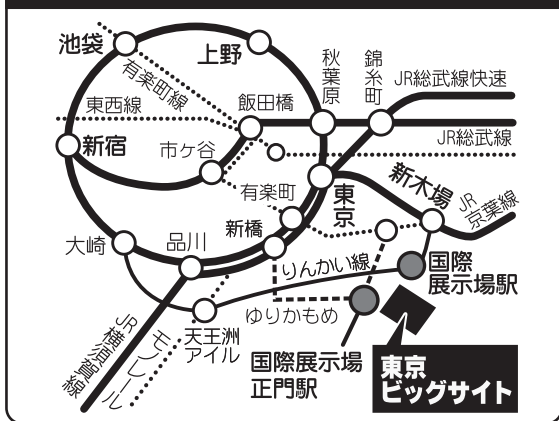 池袋
上野
秋葉原
錦糸町
JR総武線快速
有楽町線
東西線
飯田橋
JR総武線
新宿
市ヶ谷
有楽町
東京
新木場
JR
京葉線
大崎
品川
新橋
りんかい線
国際
展示場駅
ゆりかもめ
天王洲
アイル
モノレール
JR
横須賀線
国際展示場
正門駅
東京
ビッグサイト